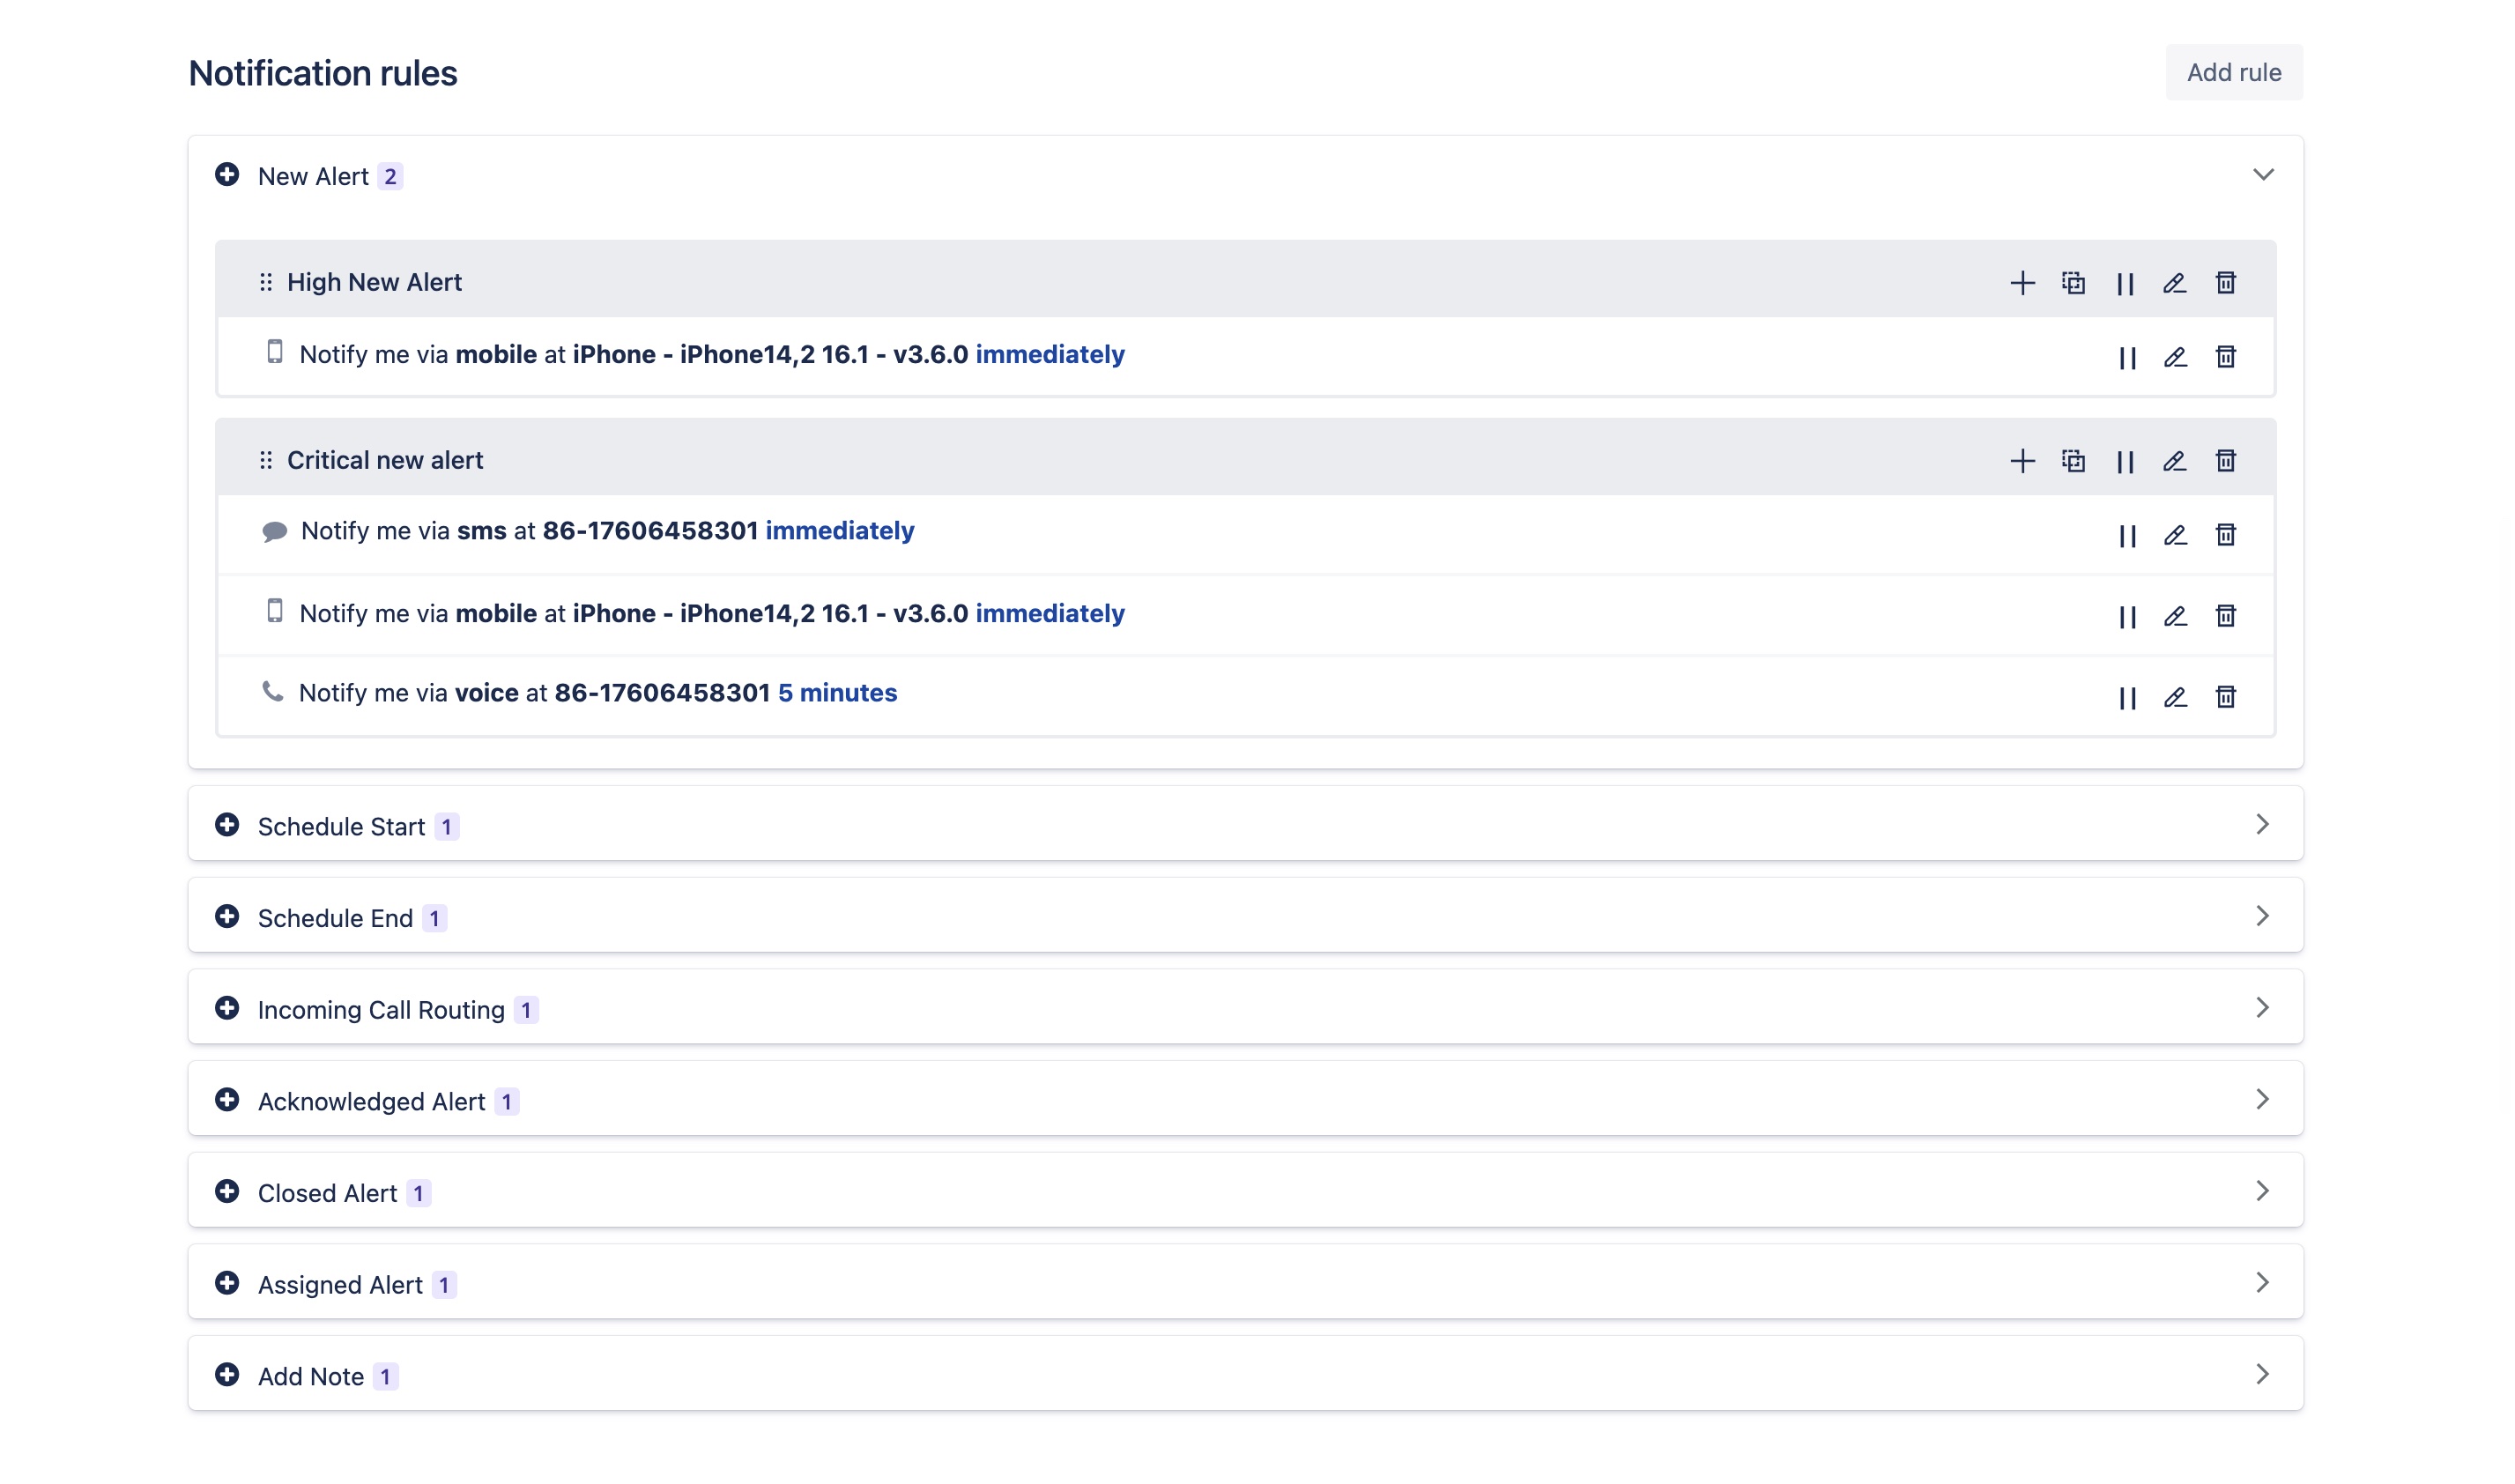 Notification rules
Add rule
New Alert 2
High New Alert
Notify me via mobile at iPhone - iPhone14,2 16.1 - v3.6.0 immediately
Critical new alert
Notify me via sms at 86-17606458301 immediately
Notify me via mobile at iPhone - iPhone14,2 16.1 - v3.6.0 immediately
Notify me via voice at 86-17606458301 5 minutes
Schedule Start 1
Schedule End 1
Incoming Call Routing 1
Acknowledged Alert 1
Closed Alert 1
Assigned Alert 1
Add Note 1